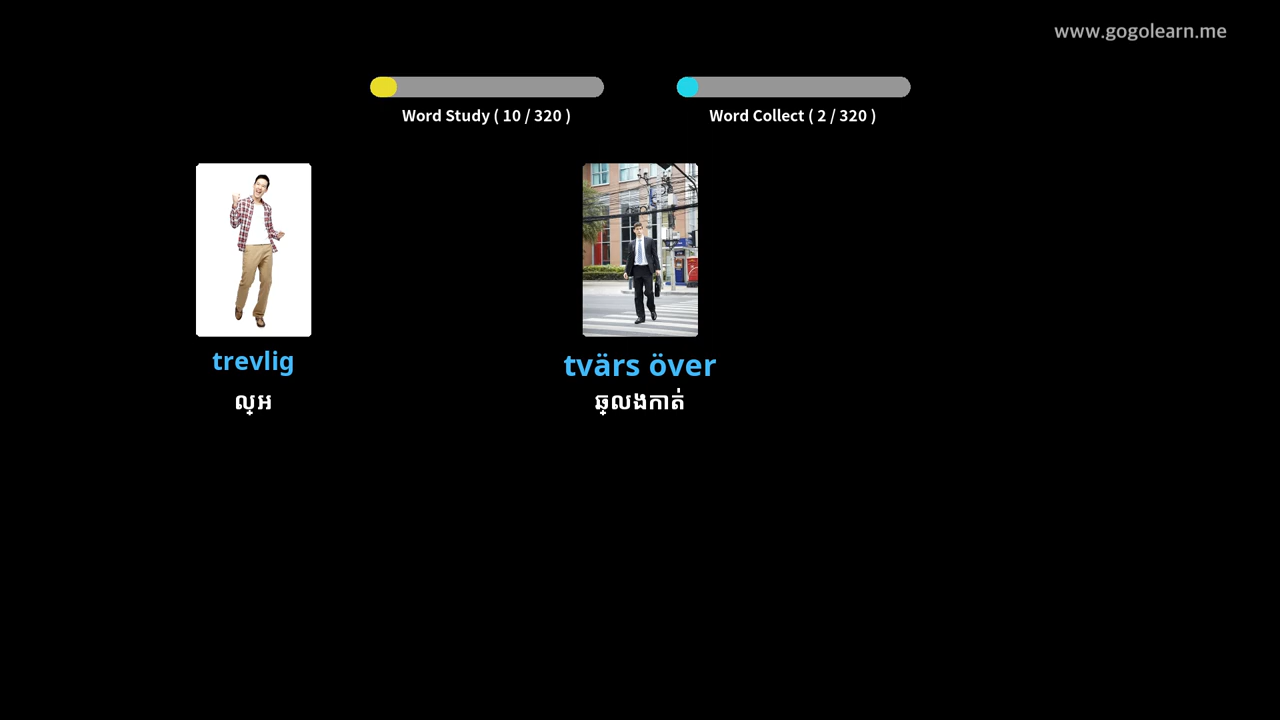 www.gogolearn.me
Word Study ( 10 / 320 )
Word Collect ( 2 / 320 )
trevlig
ល្អ
tvärs över
ឆ្លងកាត់